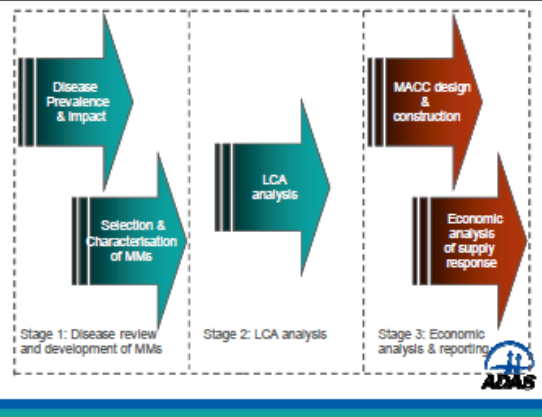 Disease
Prevalence
& Impact
Selection &
Characterisation
of MMs
Stage 1: Disease review
and development of MMs
LCA
analysis
Stage 2: LCA analysis
MACC design
&
construction
Economic
analysis
of supply
response
Stage 3: Economic
analysis & reporting
ADAS